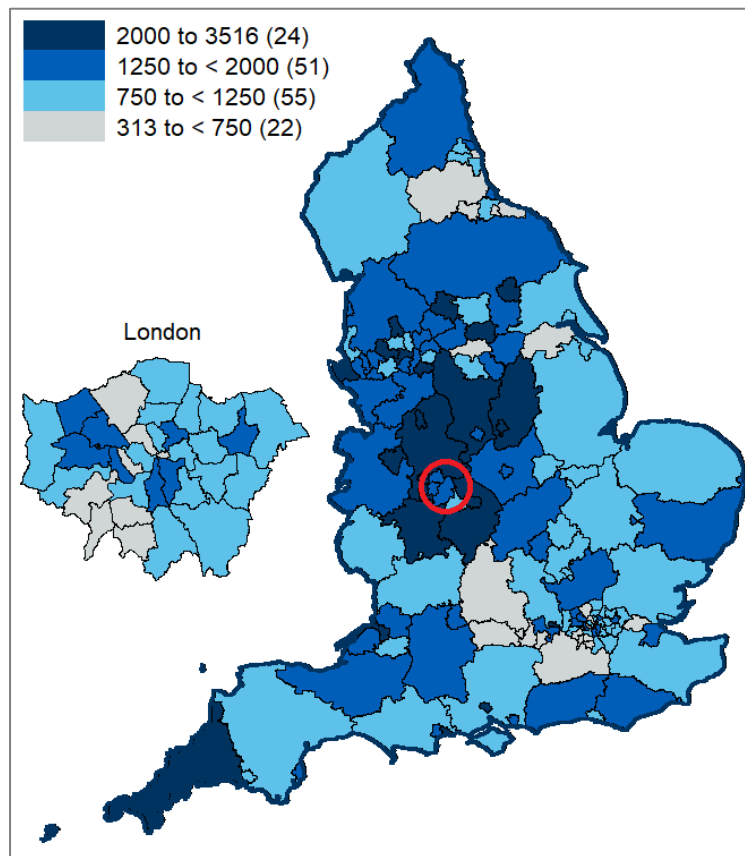 2000 to 3516 (24)
1250 to < 2000 (51)
750 to < 1250 (55)
313 to < 750 (22)
London